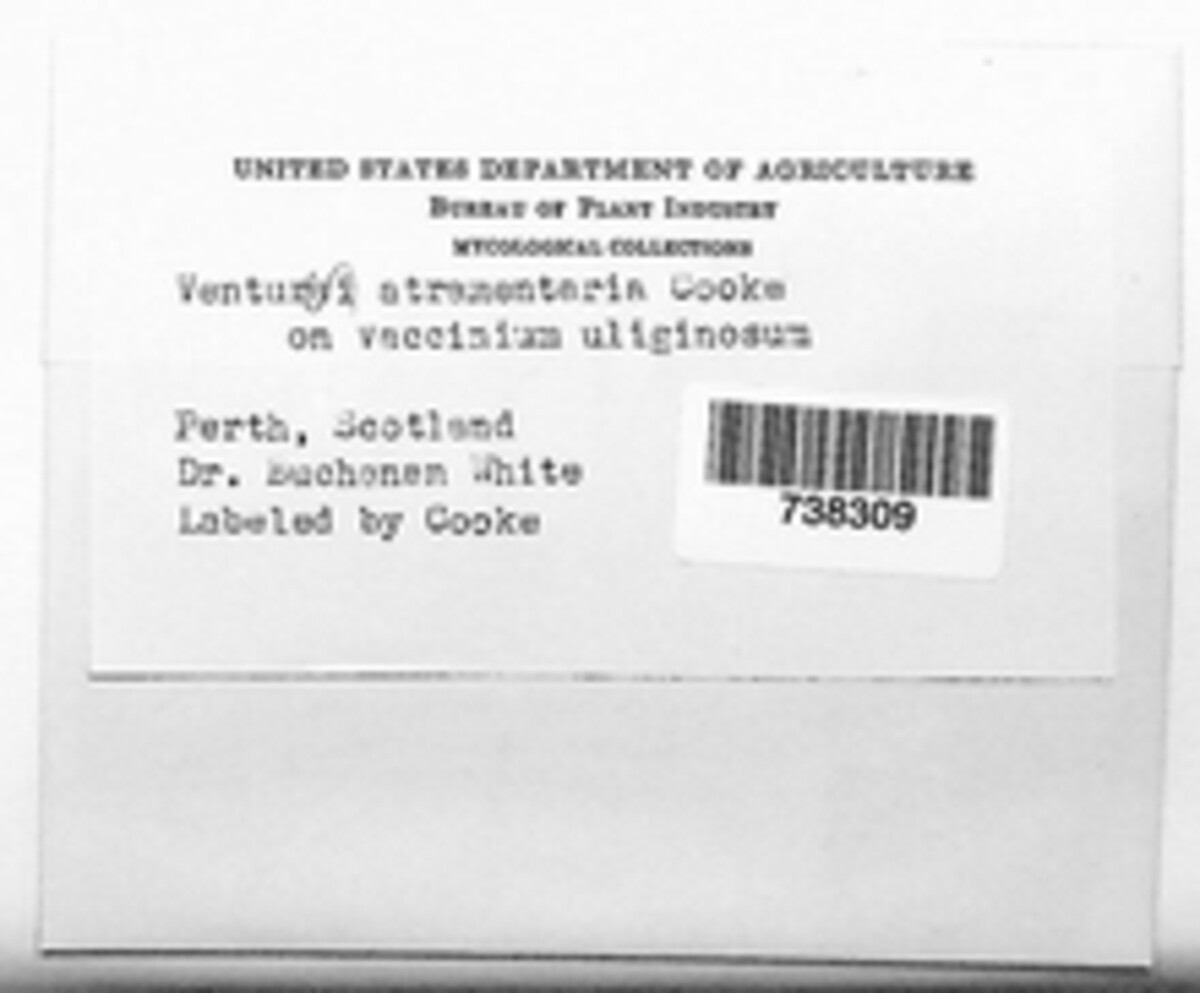 UNITED STATES DEPARTMENT OF AGRICULTURE
BUREAU OF PLANT INDUSTRY
MYCOLOGICAL COLLECTIONS
atramentaria Cooke
on vaccinium uliginosum
Perth, Scotland
Dr. Buchanan White
Labeled by Cooke
738309